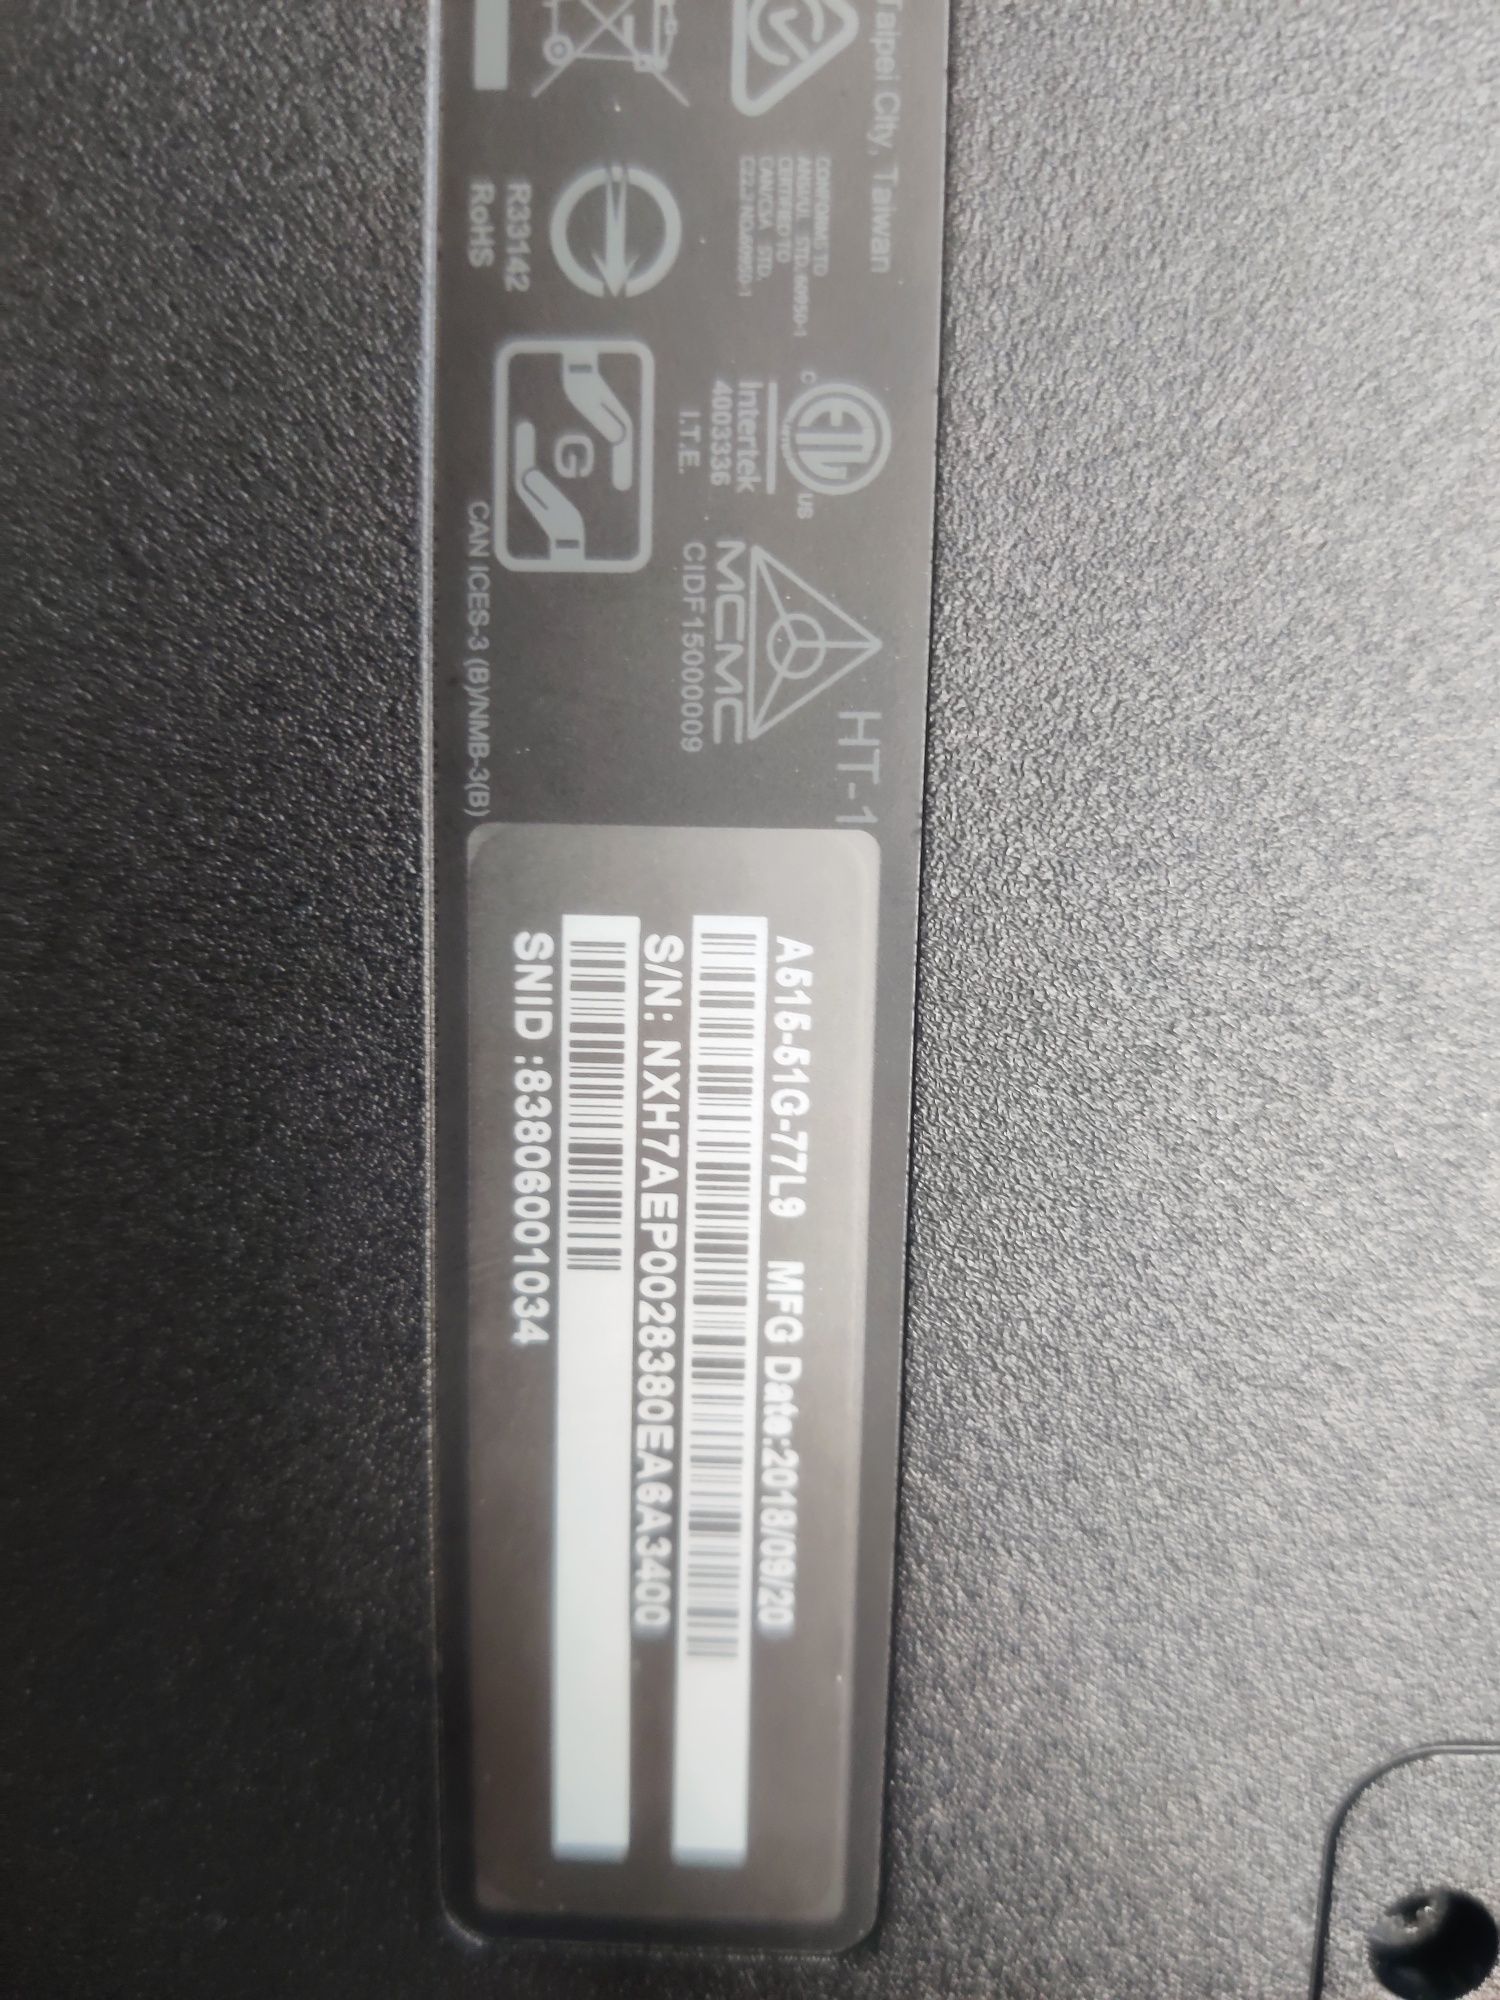 Taipei City, Taiwan
CONFORMS TO
ANSI/UL STD. 60950-1
CERTIFIED TO
CAN/CSA STD.
C22.2 NO.60950-1
R33142
RoHS
C
US
Intertek
4003336
I.T.E.
G
MCMC
CIDF15000009
HT-1
CAN ICES-3 (B)/NMB-3(B)
A515-51G-77L9 MFG Date:2018/09/20
S/N: NXH7AEP0028380EA6A3400
SNID :83806001034